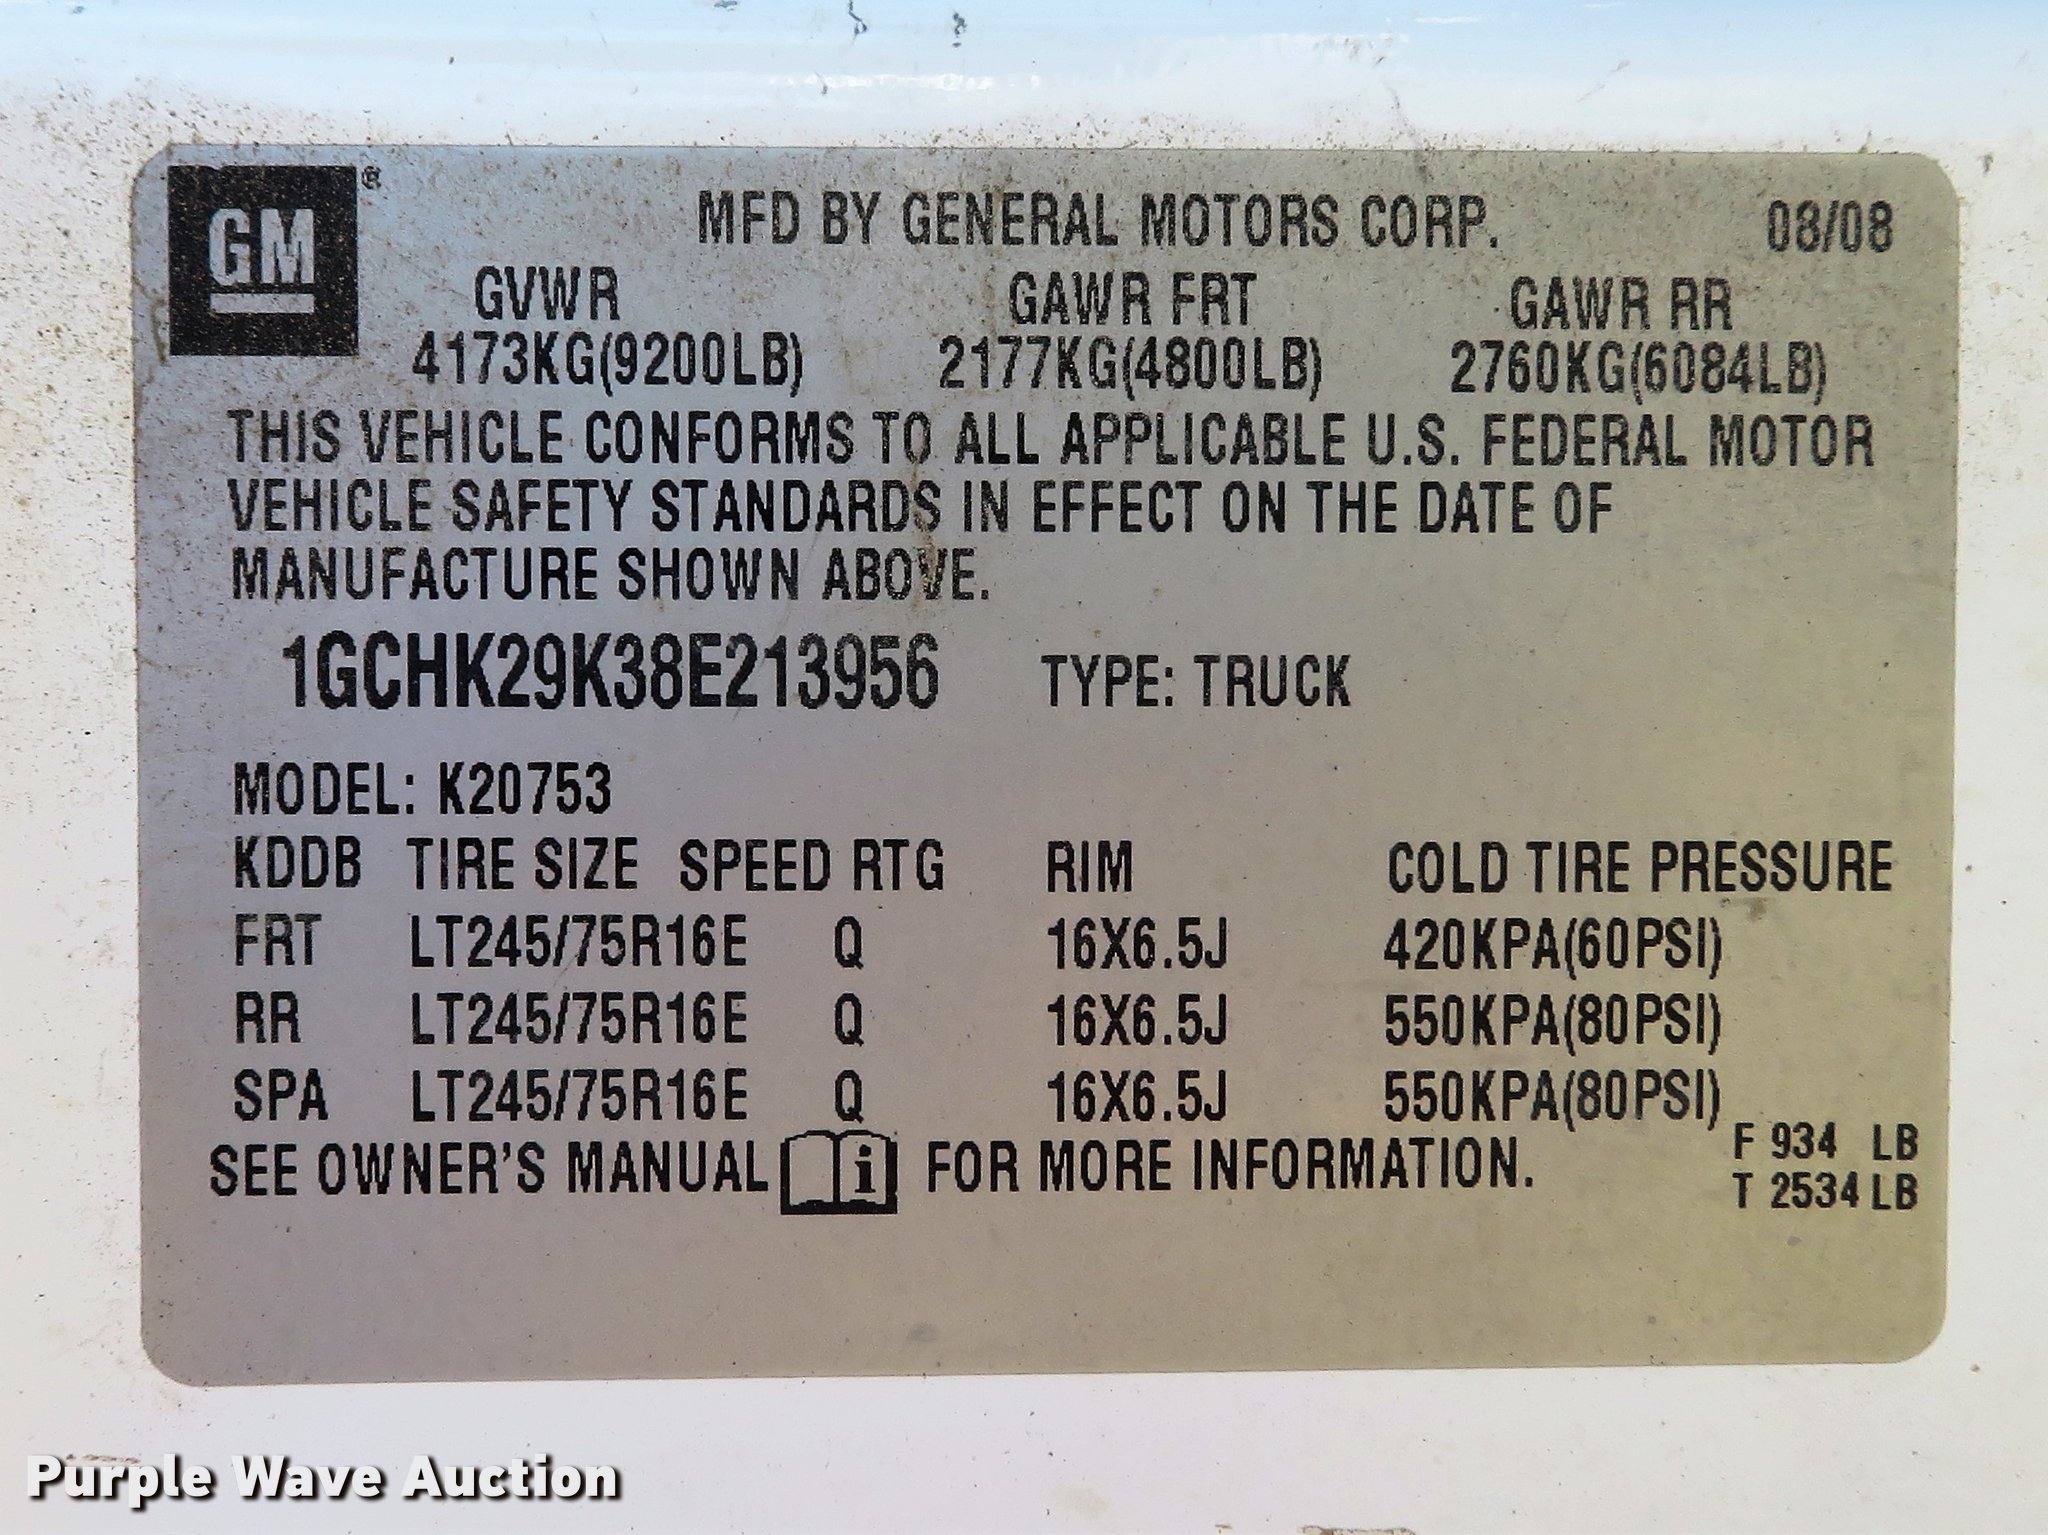 GM ®
MFD BY GENERAL MOTORS CORP. 08/08
GVWR GAWR FRT GAWR RR
4173KG(9200LB) 2177KG(4800LB) 2760KG(6084LB)
THIS VEHICLE CONFORMS TO ALL APPLICABLE U.S. FEDERAL MOTOR
VEHICLE SAFETY STANDARDS IN EFFECT ON THE DATE OF
MANUFACTURE SHOWN ABOVE.
1GCHK29K38E213956 TYPE: TRUCK
MODEL: K20753
KDDB TIRE SIZE SPEED RTG RIM COLD TIRE PRESSURE
FRT LT245/75R16E Q 16X6.5J 420KPA(60PSI)
RR LT245/75R16E Q 16X6.5J 550KPA(80PSI)
SPA LT245/75R16E Q 16X6.5J 550KPA(80PSI)
SEE OWNER'S MANUAL i FOR MORE INFORMATION.
F 934 LB
T 2534 LB
Purple Wave Auction